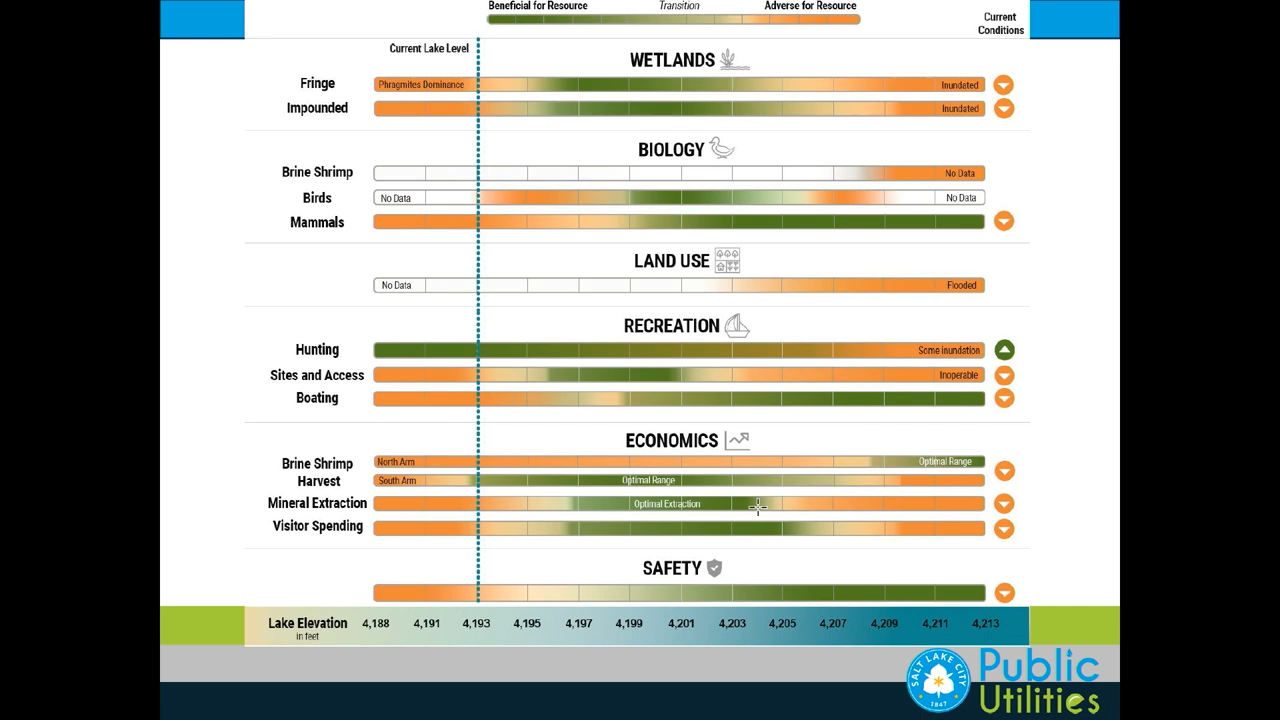 Beneficial for Resource Transition Adverse for Resource
Current
Conditions
Current Lake Level
WETLANDS
Fringe Phragmites Dominance Inundated
Impounded Inundated
BIOLOGY
Brine Shrimp No Data
Birds No Data No Data
Mammals
LAND USE
No Data Flooded
RECREATION
Hunting Some inundation
Sites and Access Inoperable
Boating
ECONOMICS
Brine Shrimp North Arm Optimal Range
Harvest South Arm Optimal Range
Mineral Extraction Optimal Extraction
Visitor Spending
SAFETY
Lake Elevation 4,188 4,191 4,193 4,195 4,197 4,199 4,201 4,203 4,205 4,207 4,209 4,211 4,213
in feet
SALT LAKE CITY
1847
Public
Utilities